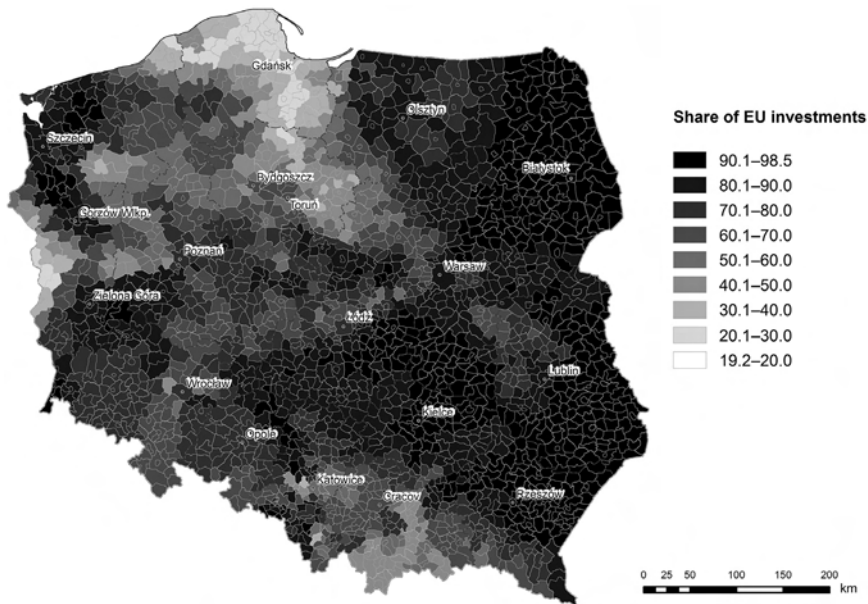 Gdańsk
Olsztyn
Szczecin
Białystok
Bydgoszcz
Toruń
Gorzów Wlkp.
Poznań
Warsaw
Zielona Góra
Łódź
Lublin
Wrocław
Kielce
Opole
Katowice
Cracov
Rzeszów
Share of EU investments
90.1–98.5
80.1–90.0
70.1–80.0
60.1–70.0
50.1–60.0
40.1–50.0
30.1–40.0
20.1–30.0
19.2–20.0
0 25 50 100 150 200
km